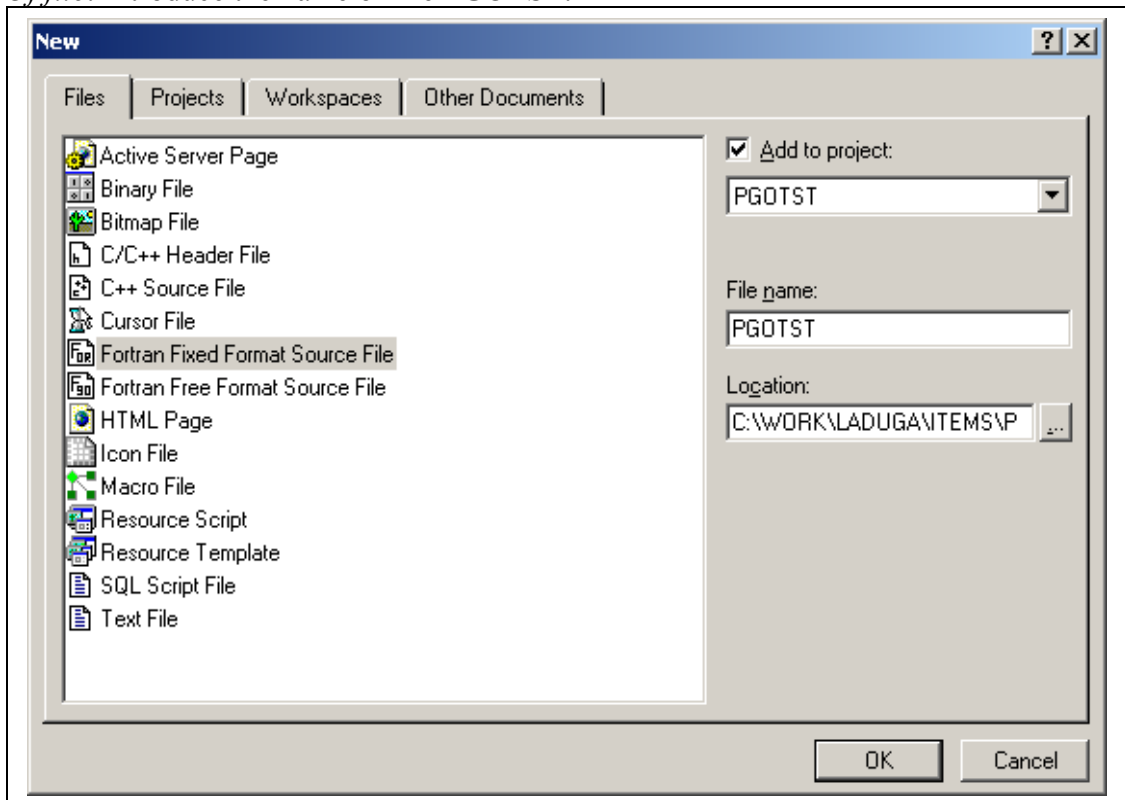 New
Files
Projects
Workspaces
Other Documents
Active Server Page
Binary File
Bitmap File
C/C++ Header File
C++ Source File
Cursor File
Fortran Fixed Format Source File
Fortran Free Format Source File
HTML Page
Icon File
Macro File
Resource Script
Resource Template
SQL Script File
Text File
Add to project:
PGOTST
File name:
PGOTST
Location:
C:\WORK\LADUGA\ITEMS\P
...
OK
Cancel